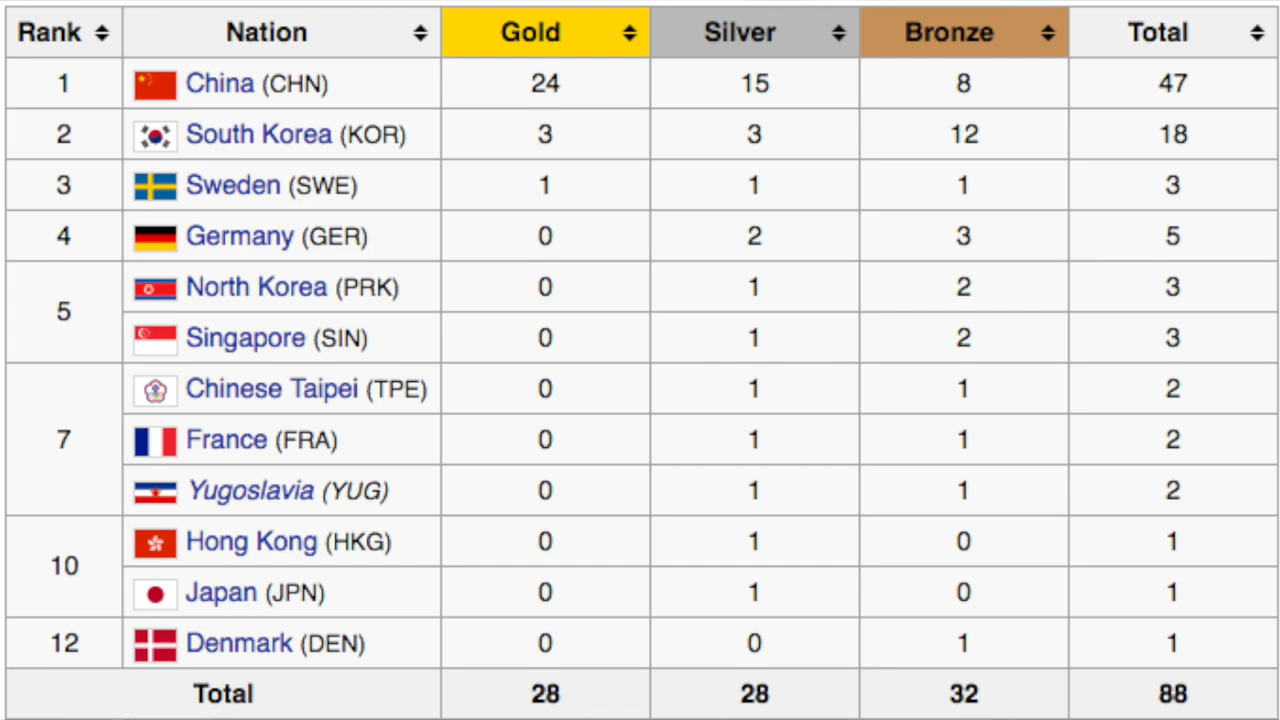 Rank Nation Gold Silver Bronze Total
1 China (CHN) 24 15 8 47
2 South Korea (KOR) 3 3 12 18
3 Sweden (SWE) 1 1 1 3
4 Germany (GER) 0 2 3 5
5 North Korea (PRK) 0 1 2 3
Singapore (SIN) 0 1 2 3
7 Chinese Taipei (TPE) 0 1 1 2
France (FRA) 0 1 1 2
Yugoslavia (YUG) 0 1 1 2
10 Hong Kong (HKG) 0 1 0 1
Japan (JPN) 0 1 0 1
12 Denmark (DEN) 0 0 1 1
Total 28 28 32 88